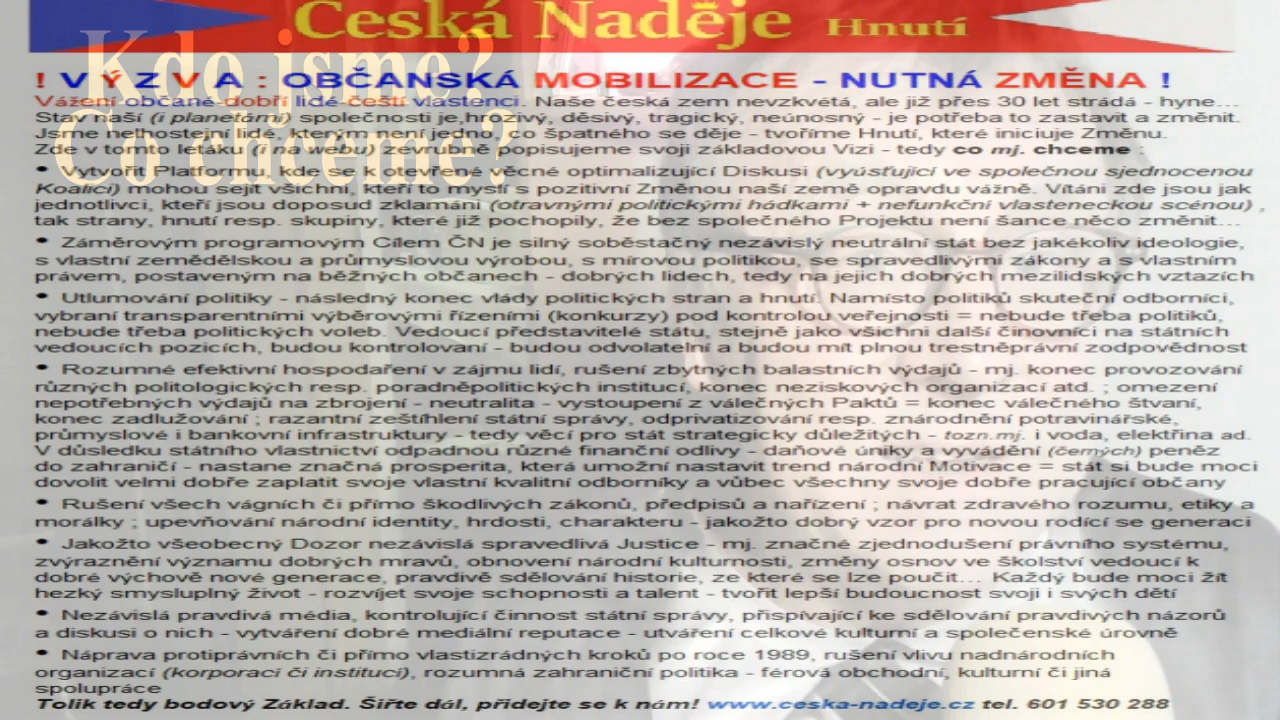 Česká Naděje Hnutí
Kdo jsme?
Co chceme?
! V Ý Z V A : OBČANSKÁ MOBILIZACE - NUTNÁ ZMĚNA !
Vážení občané-dobří lidé-čeští vlastenci. Naše česká zem nevzkvétá, ale již přes 30 let strádá - hyne...
Stav naší (i planetární) společnosti je hrozivý, děsivý, tragický, neúnosný - je potřeba to zastavit a změnit.
Jsme nelhostejní lidé, kterým není jedno, co špatného se děje - tvoříme Hnutí, které iniciuje Změnu.
Zde v tomto letáku (i na webu) zevrubně popisujeme svoji základovou Vizi - tedy co mj. chceme :
• Vytvořit Platformu, kde se k otevřené věcné optimalizující Diskusi (vyúsťující ve společnou sjednocenou
Koalici) mohou sejít všichni, kteří to myslí s pozitivní Změnou naší země opravdu vážně. Vítáni zde jsou jak
jednotlivci, kteří jsou doposud zklamáni (otravnými politickými hádkami + nefunkční vlasteneckou scénou) ,
tak strany, hnutí resp. skupiny, které již pochopily, že bez společného Projektu není šance něco změnit...
• Záměrovým programovým Cílem ČN je silný soběstačný nezávislý neutrální stát bez jakékoliv ideologie,
s vlastní zemědělskou a průmyslovou výrobou, s mírovou politikou, se spravedlivými zákony a s vlastním
právem, postaveným na běžných občanech - dobrých lidech, tedy na jejich dobrých mezilidských vztazích
• Utlumování politiky - následný konec vlády politických stran a hnutí. Namísto politiků skuteční odborníci,
vybraní transparentními výběrovými řízeními (konkurzy) pod kontrolou veřejnosti = nebude třeba politiků,
nebude třeba politických voleb. Vedoucí představitelé státu, stejně jako všichni další činovníci na státních
vedoucích pozicích, budou kontrolovaní - budou odvolatelní a budou mít plnou trestněprávní zodpovědnost
• Rozumné efektivní hospodaření v zájmu lidí, rušení zbytných balastních výdajů - mj. konec provozování
různých politologických resp. poradněpolitických institucí, konec neziskových organizací atd. ; omezení
nepotřebných výdajů na zbrojení - neutralita - vystoupení z válečných Paktů = konec válečného štvaní,
konec zadlužování ; razantní zeštíhlení státní správy, odprivatizování resp. znárodnění potravinářské,
průmyslové i bankovní infrastruktury - tedy věcí pro stát strategicky důležitých - tozn.mj. i voda, elektřina ad.
V důsledku státního vlastnictví odpadnou různé finanční odlivy - daňové úniky a vyvádění (černých) peněz
do zahraničí - nastane značná prosperita, která umožní nastavit trend národní Motivace = stát si bude moci
dovolit velmi dobře zaplatit svoje vlastní kvalitní odborníky a vůbec všechny svoje dobře pracující občany
• Rušení všech vágních či přímo škodlivých zákonů, předpisů a nařízení ; návrat zdravého rozumu, etiky a
morálky ; upevňování národní identity, hrdosti, charakteru - jakožto dobrý vzor pro novou rodící se generaci
• Jakožto všeobecný Dozor nezávislá spravedlivá Justice - mj. značné zjednodušení právního systému,
zvýraznění významu dobrých mravů, obnovení národní kulturnosti, změny osnov ve školství vedoucí k
dobré výchově nové generace, pravdivě sdělování historie, ze které se lze poučit... Každý bude moci žít
hezký smysluplný život - rozvíjet svoje schopnosti a talent - tvořit lepší budoucnost svojí i svých dětí
• Nezávislá pravdivá média, kontrolující činnost státní správy, přispívající ke sdělování pravdivých názorů
a diskusi o nich - vytváření dobré mediální reputace - utváření celkové kulturní a společenské úrovně
• Náprava protiprávních či přímo vlastizrádných kroků po roce 1989, rušení vlivu nadnárodních
organizací (korporací či institucí), rozumná zahraniční politika - férová obchodní, kulturní či jiná
spolupráce
Tolik tedy bodový Základ. Šiřte dál, přidejte se k nám! www.ceska-nadeje.cz tel. 601 530 288